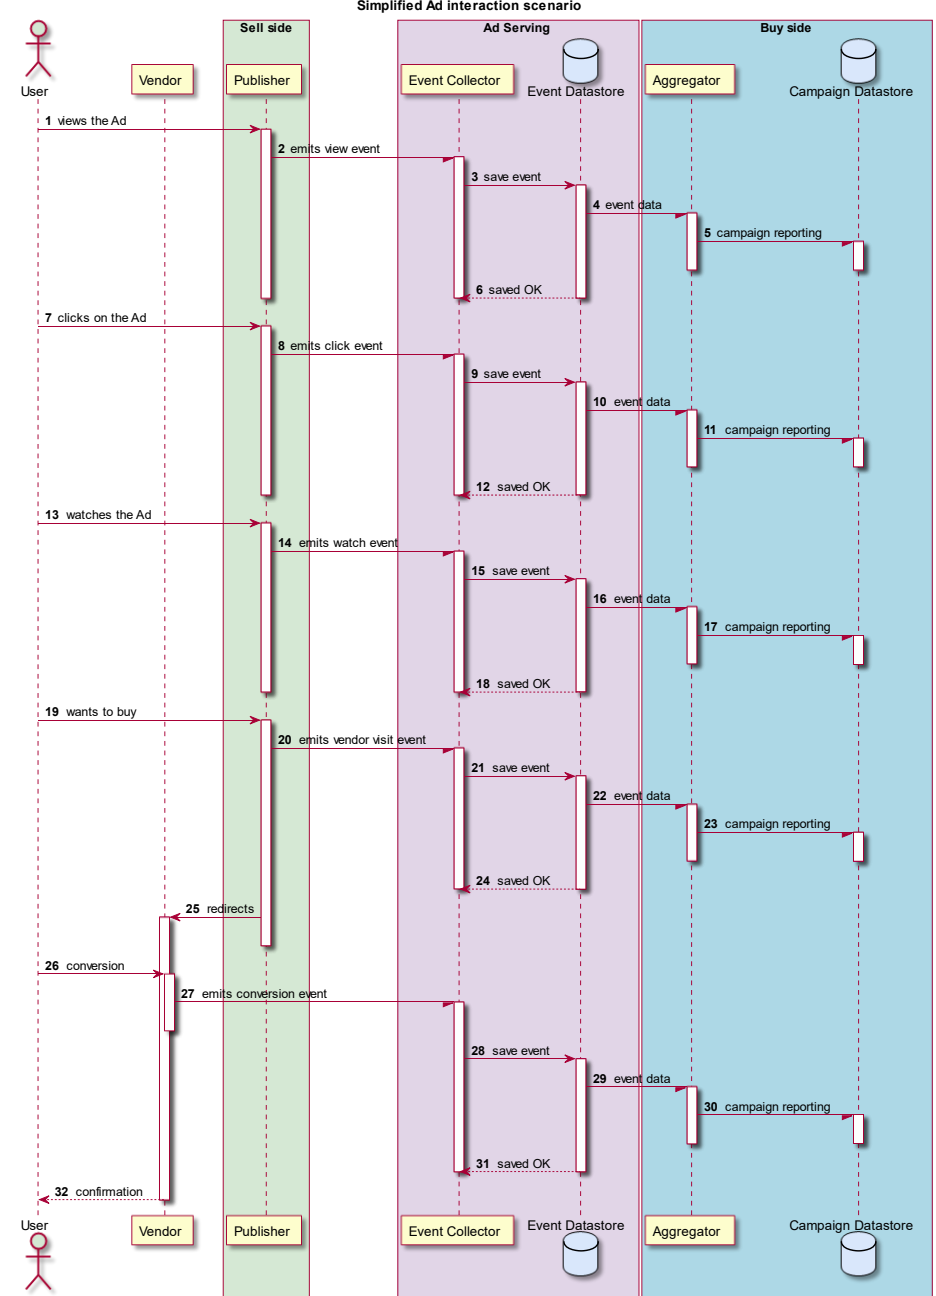 Simplified Ad interaction scenario
Sell side
Ad Serving
Buy side
User
Vendor
Publisher
Event Collector
Event Datastore
Aggregator
Campaign Datastore
1 views the Ad
2 emits view event
3 save event
4 event data
5 campaign reporting
6 saved OK
7 clicks on the Ad
8 emits click event
9 save event
10 event data
11 campaign reporting
12 saved OK
13 watches the Ad
14 emits watch event
15 save event
16 event data
17 campaign reporting
18 saved OK
19 wants to buy
20 emits vendor visit event
21 save event
22 event data
23 campaign reporting
24 saved OK
25 redirects
26 conversion
27 emits conversion event
28 save event
29 event data
30 campaign reporting
31 saved OK
32 confirmation
User
Vendor
Publisher
Event Collector
Event Datastore
Aggregator
Campaign Datastore